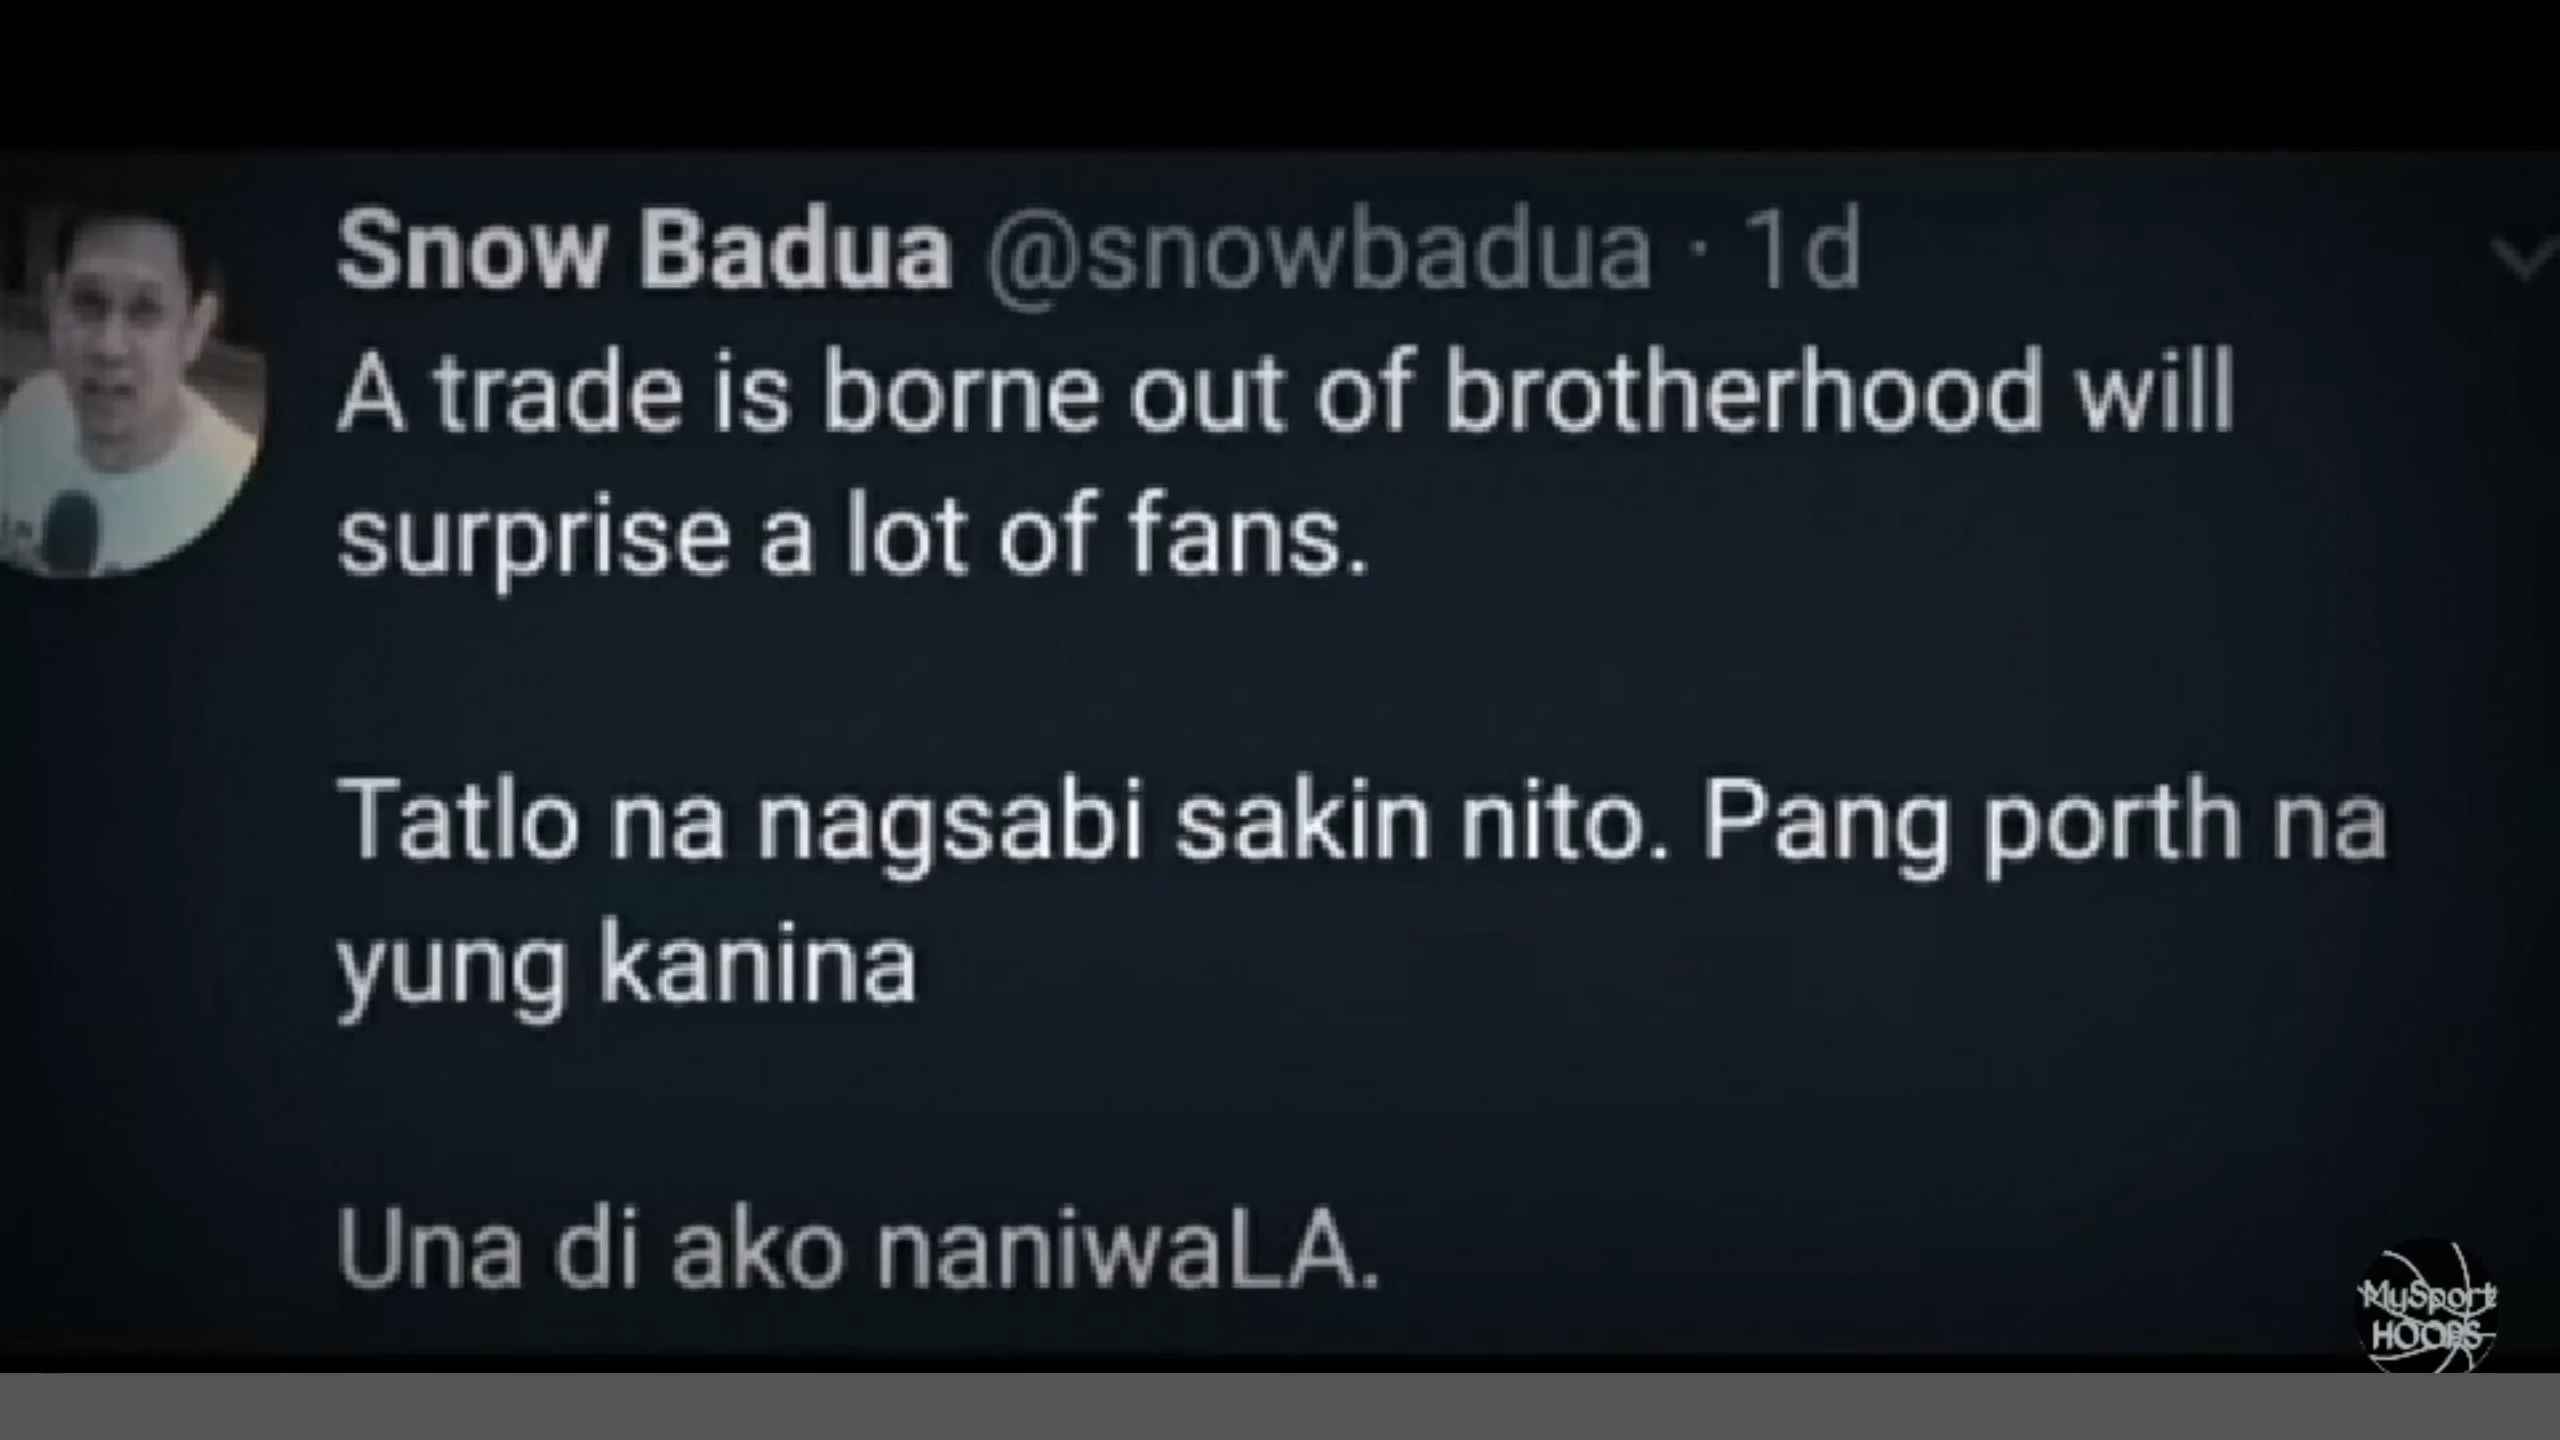 Snow Badua @snowbadua · 1d
A trade is borne out of brotherhood will
surprise a lot of fans.
Tatlo na nagsabi sakin nito. Pang porth na
yung kanina
Una di ako naniwaLA.
MySport
HOOPS